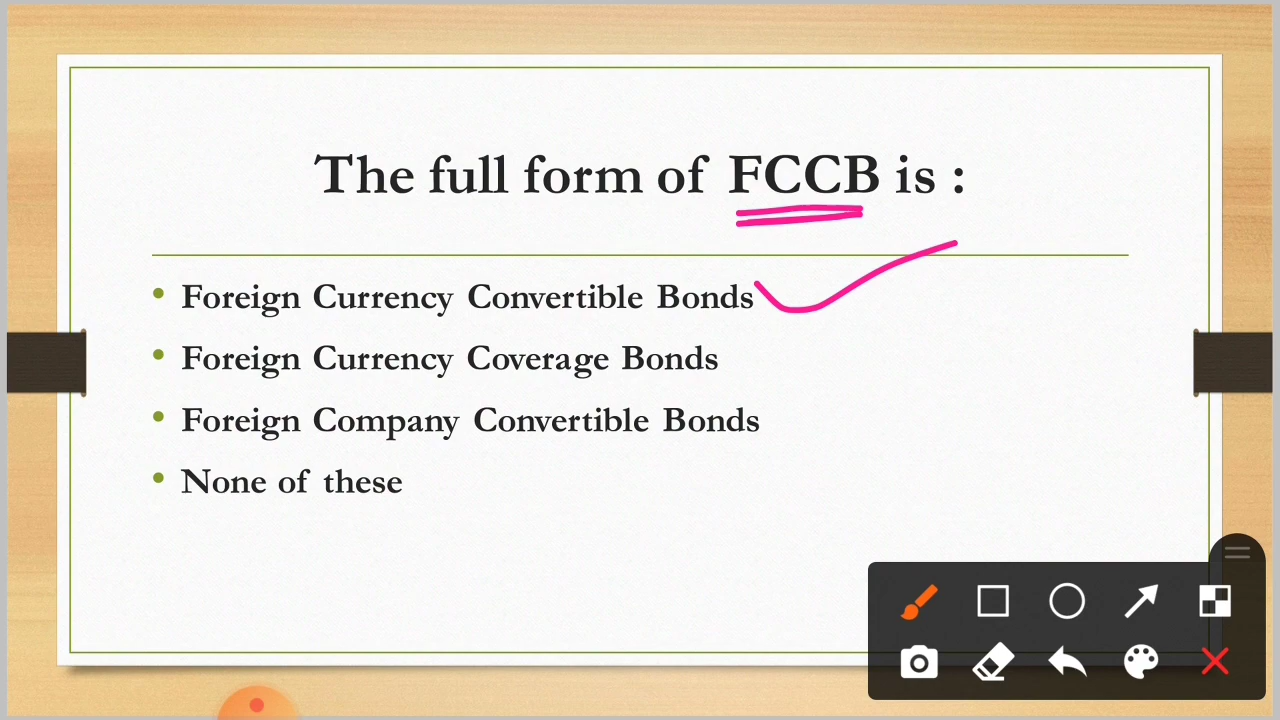 The full form of FCCB is :
• Foreign Currency Convertible Bonds
• Foreign Currency Coverage Bonds
• Foreign Company Convertible Bonds
• None of these